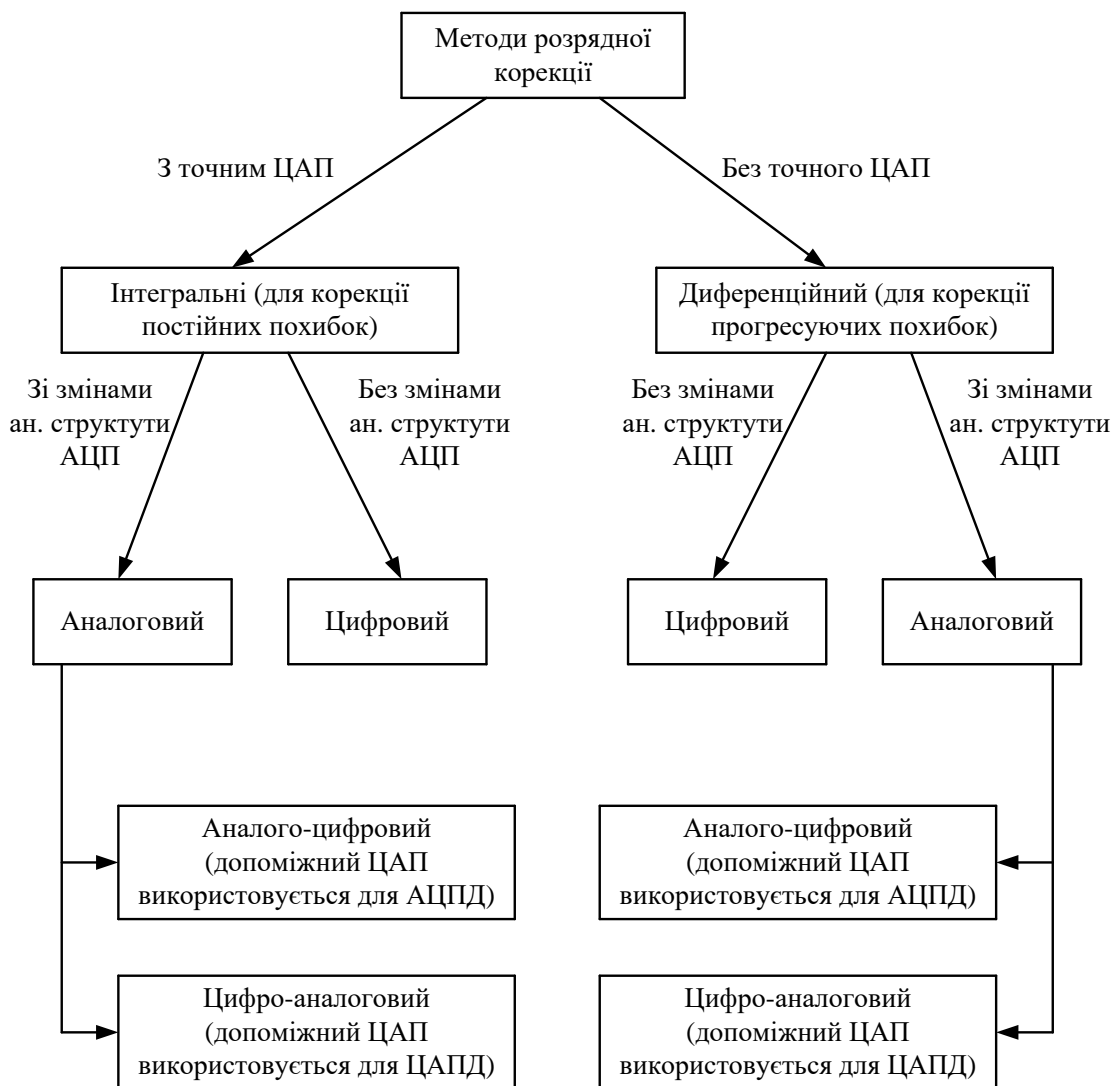 Методи розрядної
корекції
З точним ЦАП
Без точного ЦАП
Інтегральні (для корекції
постійних похибок)
Диференційний (для корекції
прогресуючих похибок)
Зі змінами
ан. структути
АЦП
Без змінами
ан. структути
АЦП
Без змінами
ан. структути
АЦП
Зі змінами
ан. структути
АЦП
Аналоговий
Цифровий
Цифровий
Аналоговий
Аналого-цифровий
(допоміжний ЦАП
використовується для АЦПД)
Аналого-цифровий
(допоміжний ЦАП
використовується для АЦПД)
Цифро-аналоговий
(допоміжний ЦАП
використовується для ЦАПД)
Цифро-аналоговий
(допоміжний ЦАП
використовується для ЦАПД)